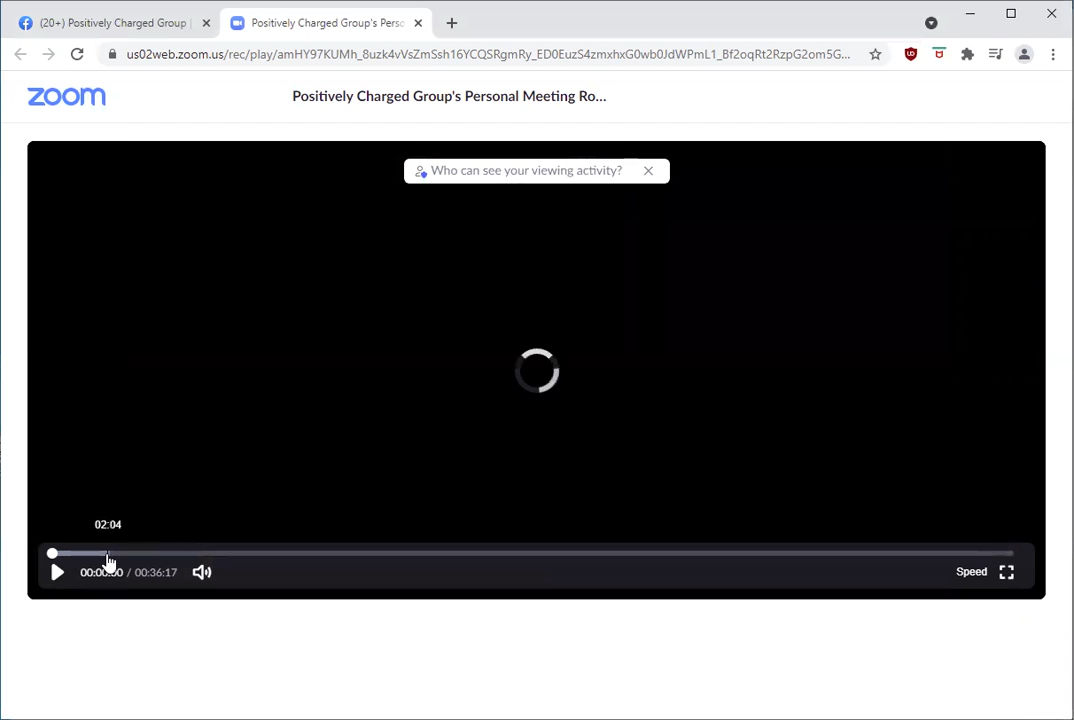 (20+) Positively Charged Group |
Positively Charged Group's Perso
us02web.zoom.us/rec/play/amHY97KUMh_8uzk4vVsZmSsh16YCQSRgmRy_ED0EuzS4zmxhxG0wb0JdWPmL1_Bf2oqRt2RzpG2om5G...
zoom
Positively Charged Group's Personal Meeting Ro...
Who can see your viewing activity?
02:04
/ 00:36:17
Speed